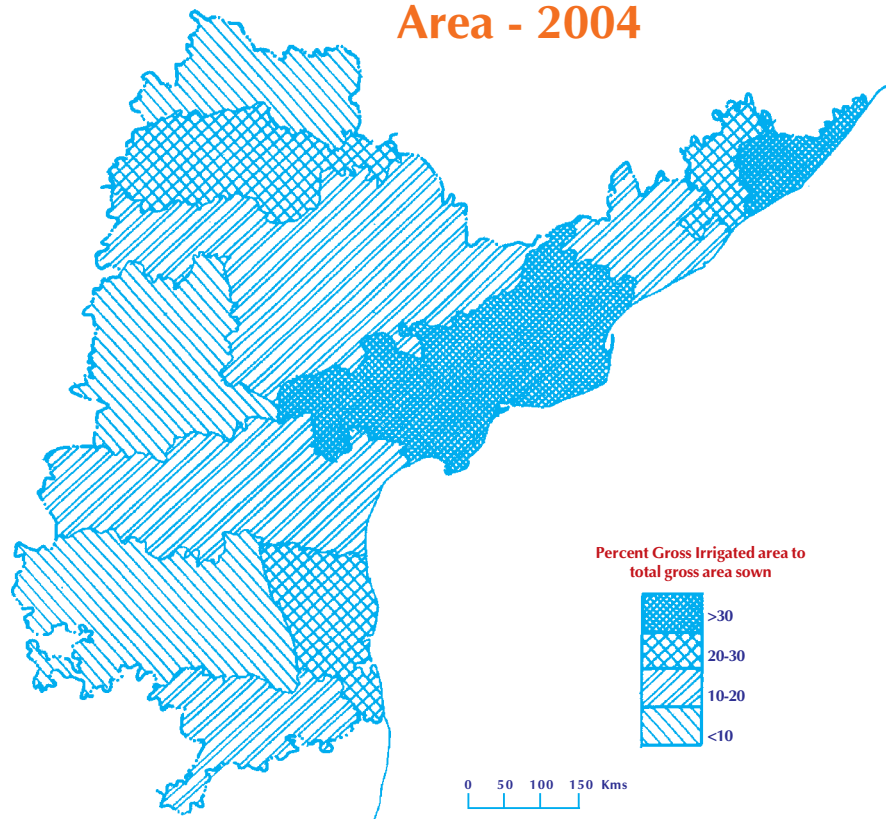 Area - 2004
Percent Gross Irrigated area to
total gross area sown
>30
20-30
10-20
<10
0 50 100 150 Kms